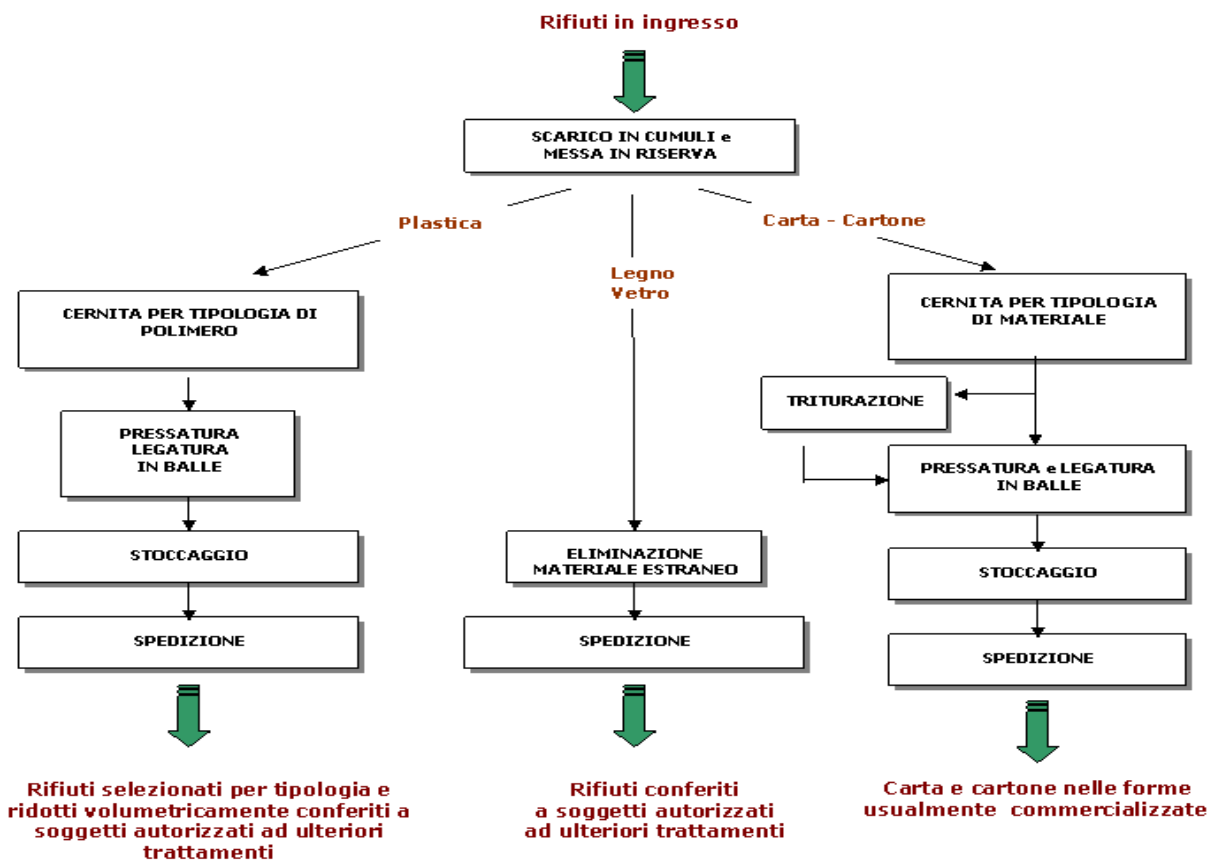 Rifiuti in ingresso
SCARICO IN CUMULI e
MESSA IN RISERVA
Plastica
Carta - Cartone
Legno
Vetro
CERNITA PER TIPOLOGIA DI
POLIMERO
CERNITA PER TIPOLOGIA
DI MATERIALE
TRITURAZIONE
PRESSATURA
LEGATURA
IN BALLE
PRESSATURA e LEGATURA
IN BALLE
STOCCAGGIO
ELIMINAZIONE
MATERIALE ESTRANEO
STOCCAGGIO
SPEDIZIONE
SPEDIZIONE
SPEDIZIONE
Rifiuti selezionati per tipologia e
ridotti volumetricamente conferiti a
soggetti autorizzati ad ulteriori
trattamenti
Rifiuti conferiti
a soggetti autorizzati
ad ulteriori trattamenti
Carta e cartone nelle forme
usualmente commercializzate